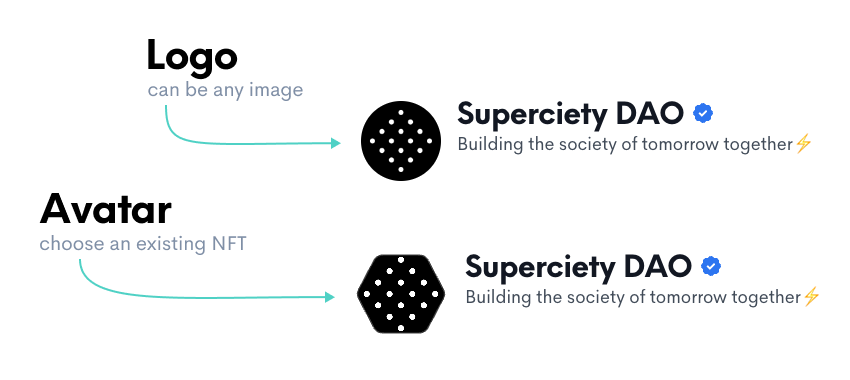 Logo
can be any image
Superciety DAO
Building the society of tomorrow together⚡
Avatar
choose an existing NFT
Superciety DAO
Building the society of tomorrow together⚡